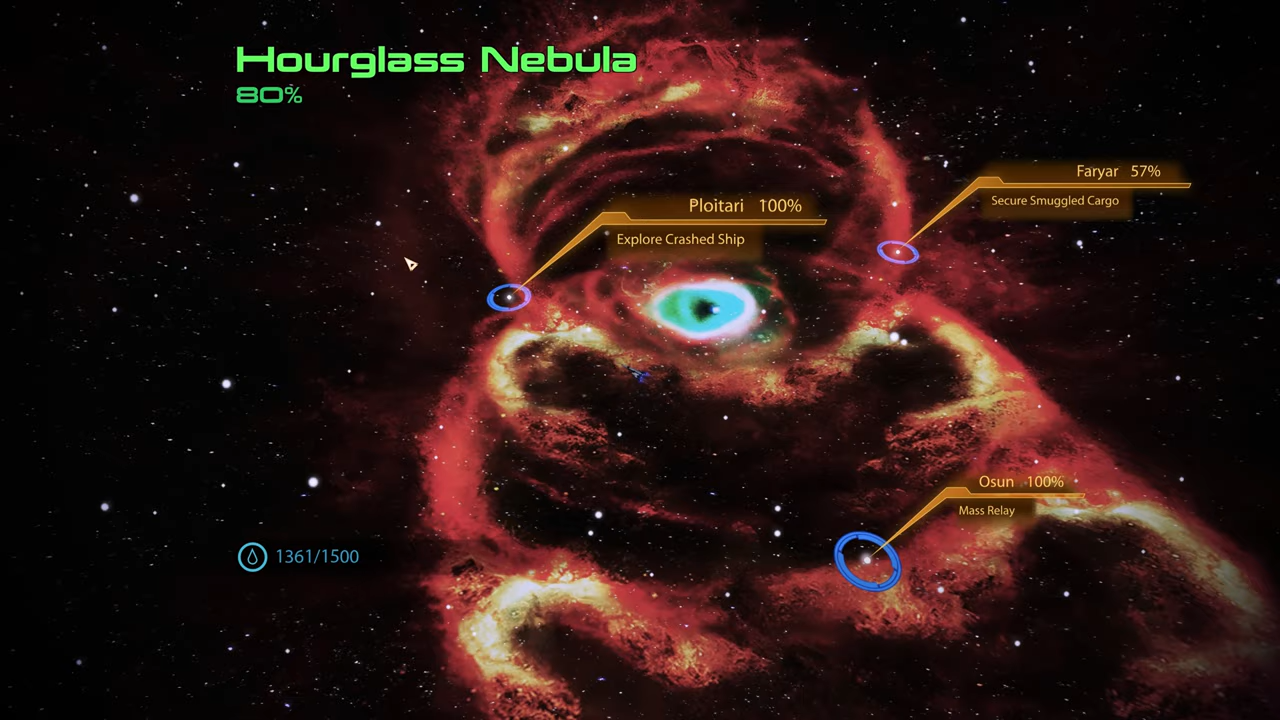 Hourglass Nebula
80%
Faryar 57%
Secure Smuggled Cargo
Ploitari 100%
Explore Crashed Ship
Osun 100%
Mass Relay
1361/1500